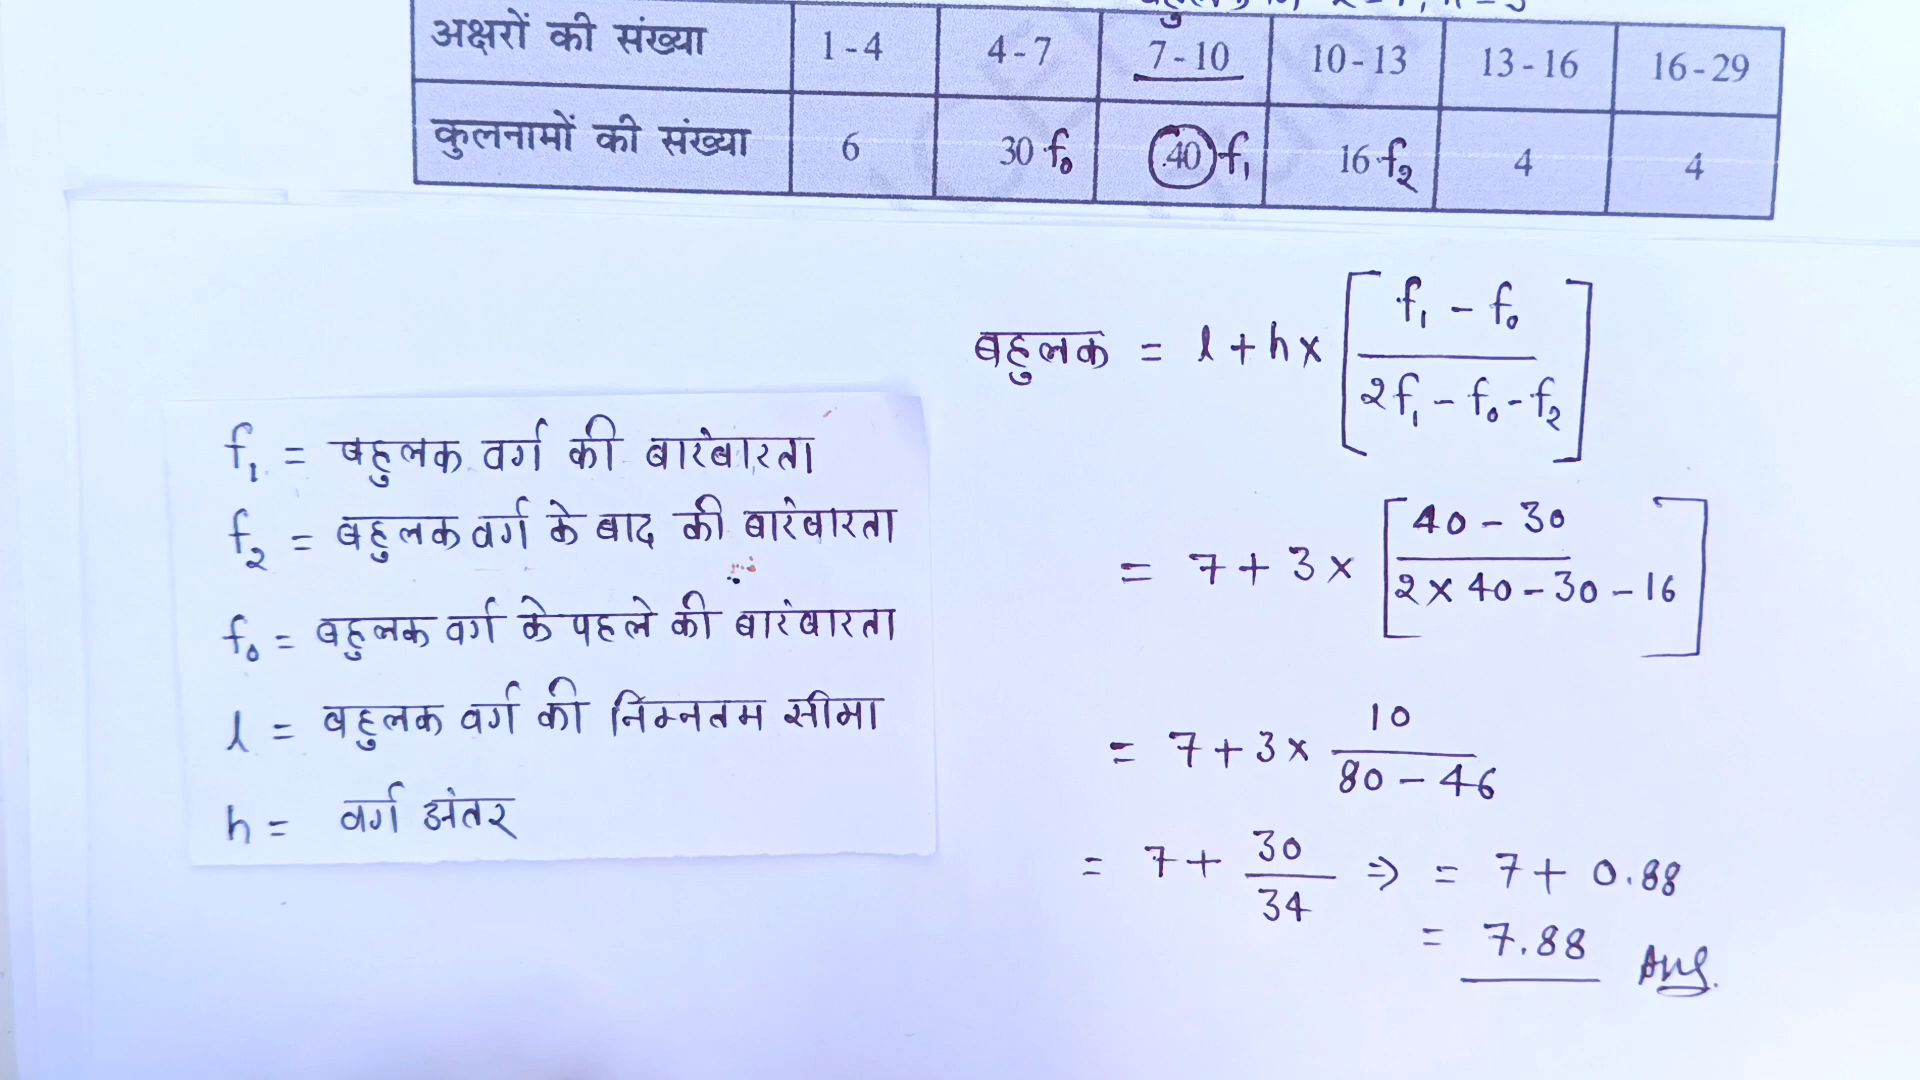 l = 7, h = 3
अक्षरों की संख्या 1-4 4-7 7-10 10-13 13-16 16-29
कुलनामों की संख्या 6 30 f₀ 40 f₁ 16 f₂ 4 4
बहुलक = l + h × [ f₁ - f₀ / 2f₁ - f₀ - f₂ ]
= 7 + 3 × [ 40 - 30 / 2 × 40 - 30 - 16 ]
= 7 + 3 × 10 / 80 - 46
= 7 + 30 / 34 ⇒ = 7 + 0.88
= 7.88 Ans.
f₁ = बहुलक वर्ग की बारंबारता
f₂ = बहुलक वर्ग के बाद की बारंबारता
f₀ = बहुलक वर्ग के पहले की बारंबारता
l = बहुलक वर्ग की निम्नतम सीमा
h = वर्ग अंतर